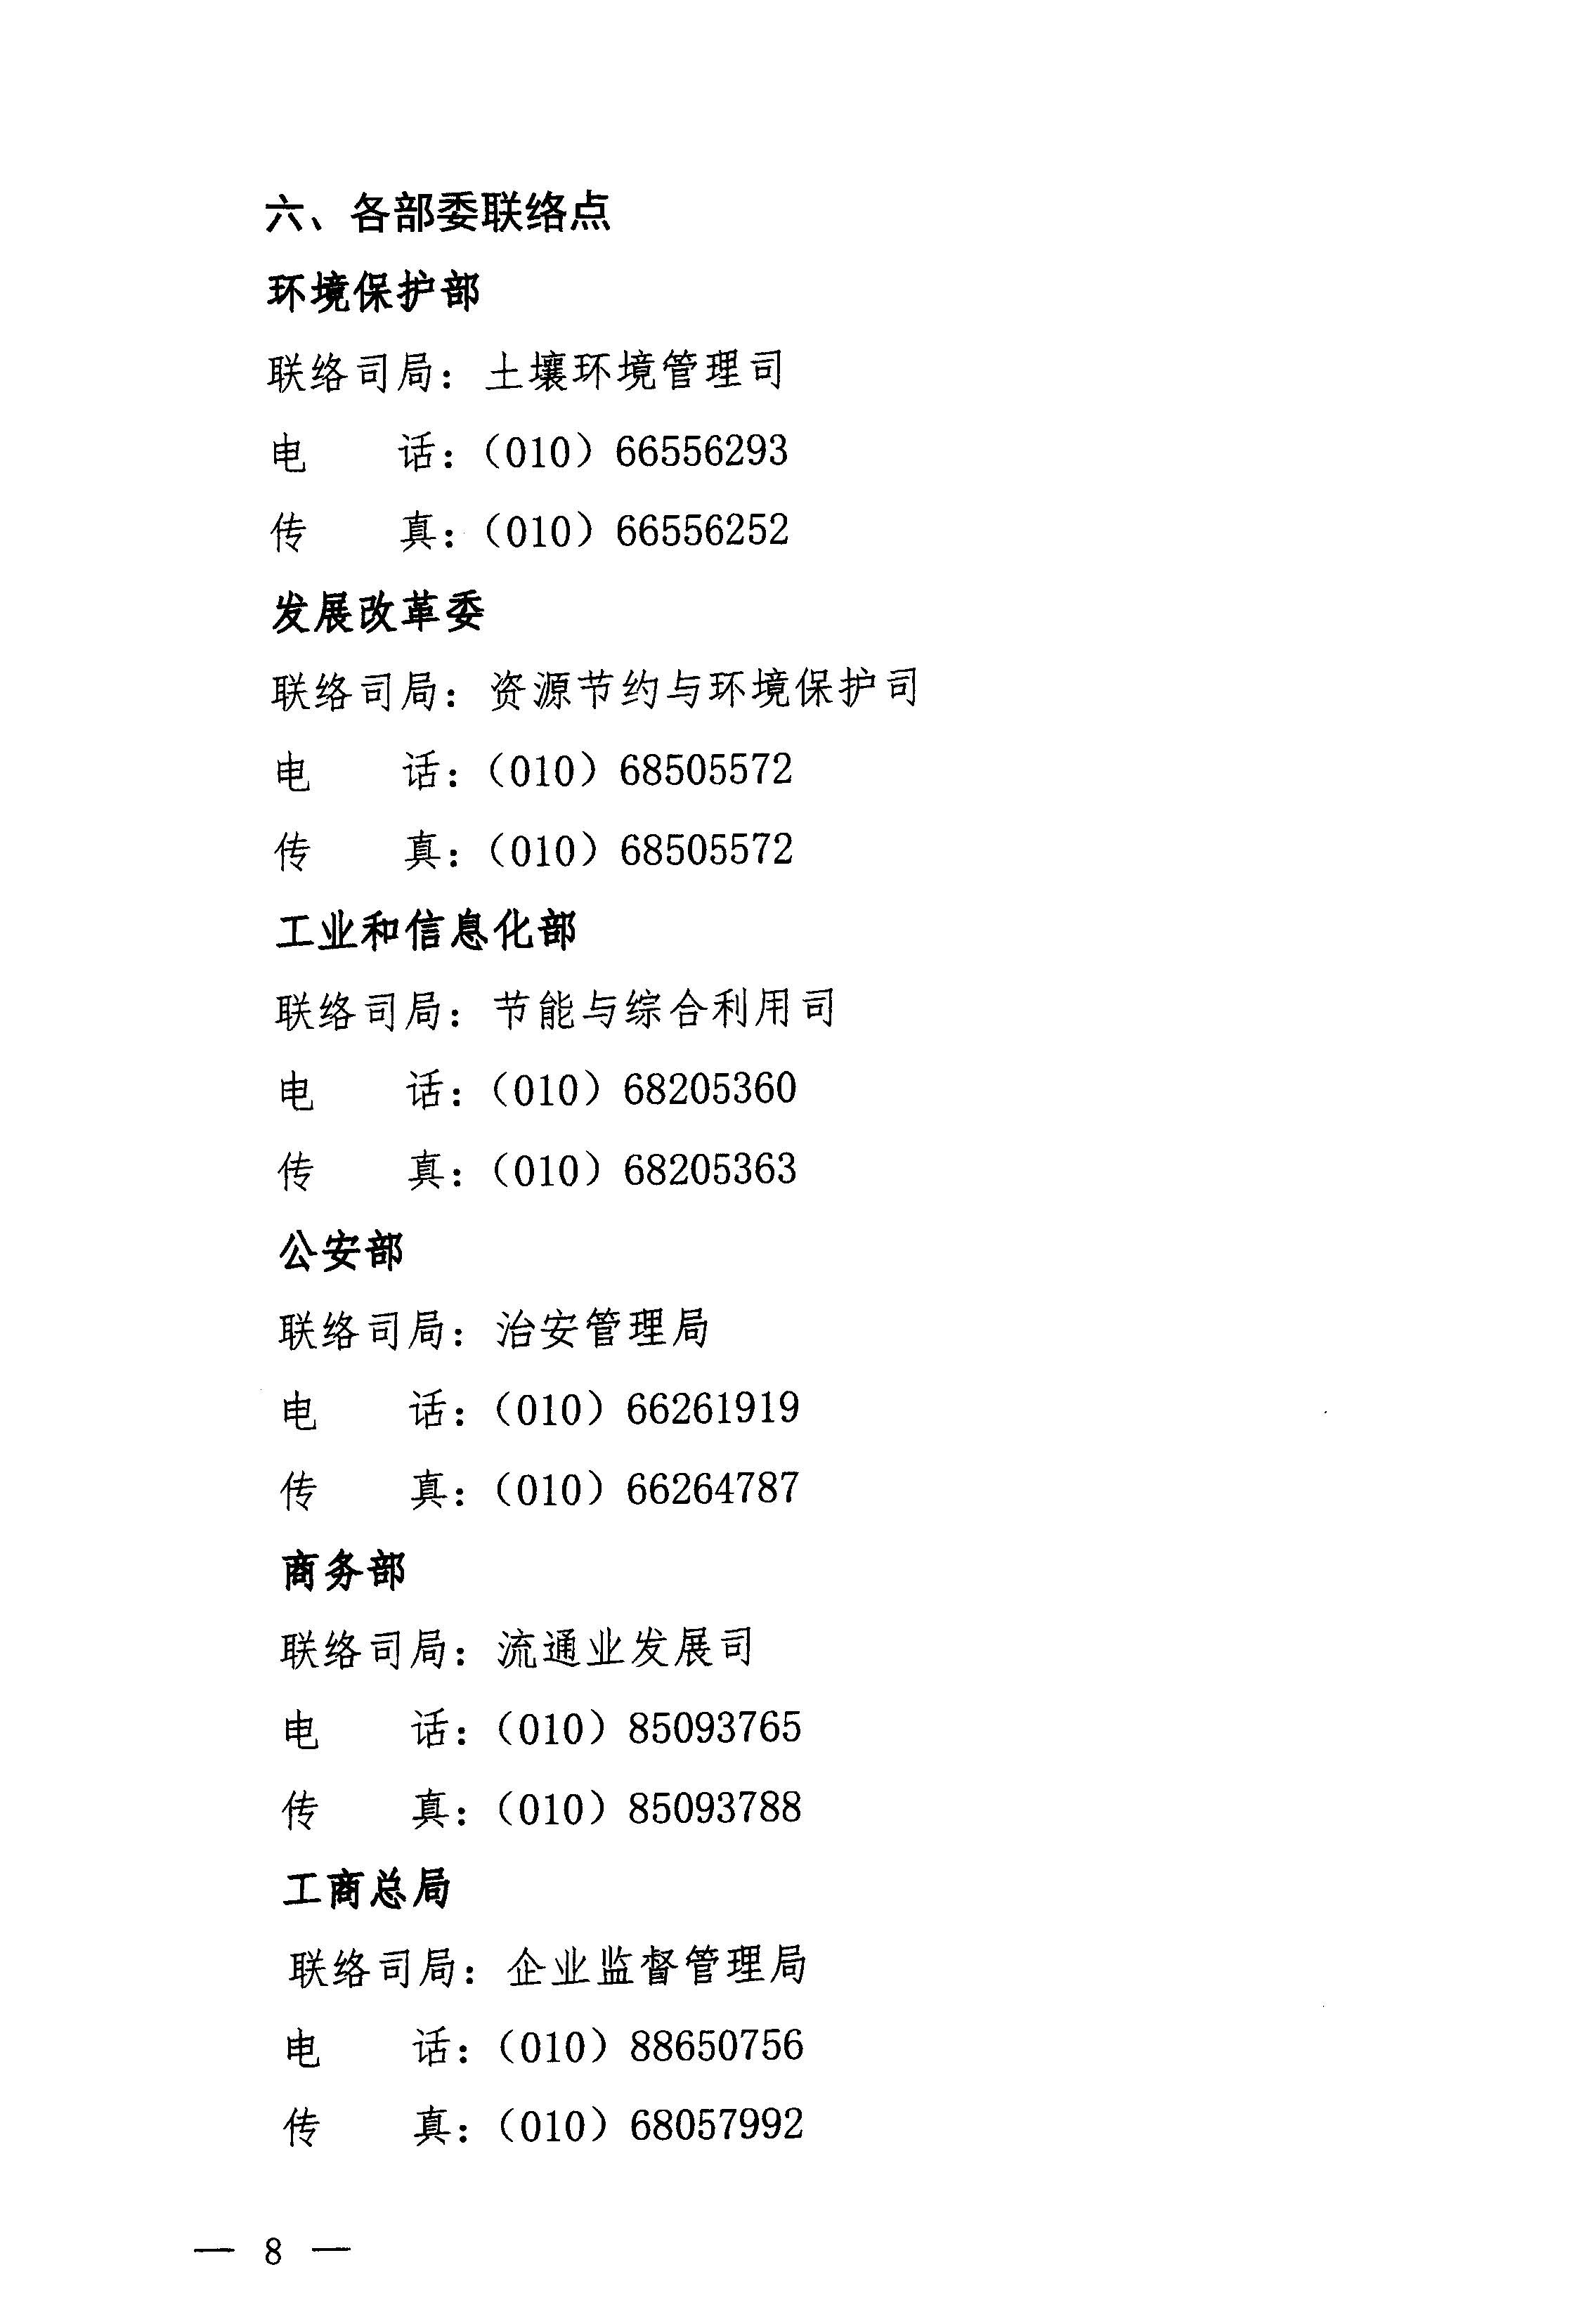 六、各部委联络点
环境保护部
联络司局：土壤环境管理司
电　　话：（010）66556293
传　　真：（010）66556252
发展改革委
联络司局：资源节约与环境保护司
电　　话：（010）68505572
传　　真：（010）68505572
工业和信息化部
联络司局：节能与综合利用司
电　　话：（010）68205360
传　　真：（010）68205363
公安部
联络司局：治安管理局
电　　话：（010）66261919
传　　真：（010）66264787
商务部
联络司局：流通业发展司
电　　话：（010）85093765
传　　真：（010）85093788
工商总局
联络司局：企业监督管理局
电　　话：（010）88650756
传　　真：（010）68057992
— 8 —